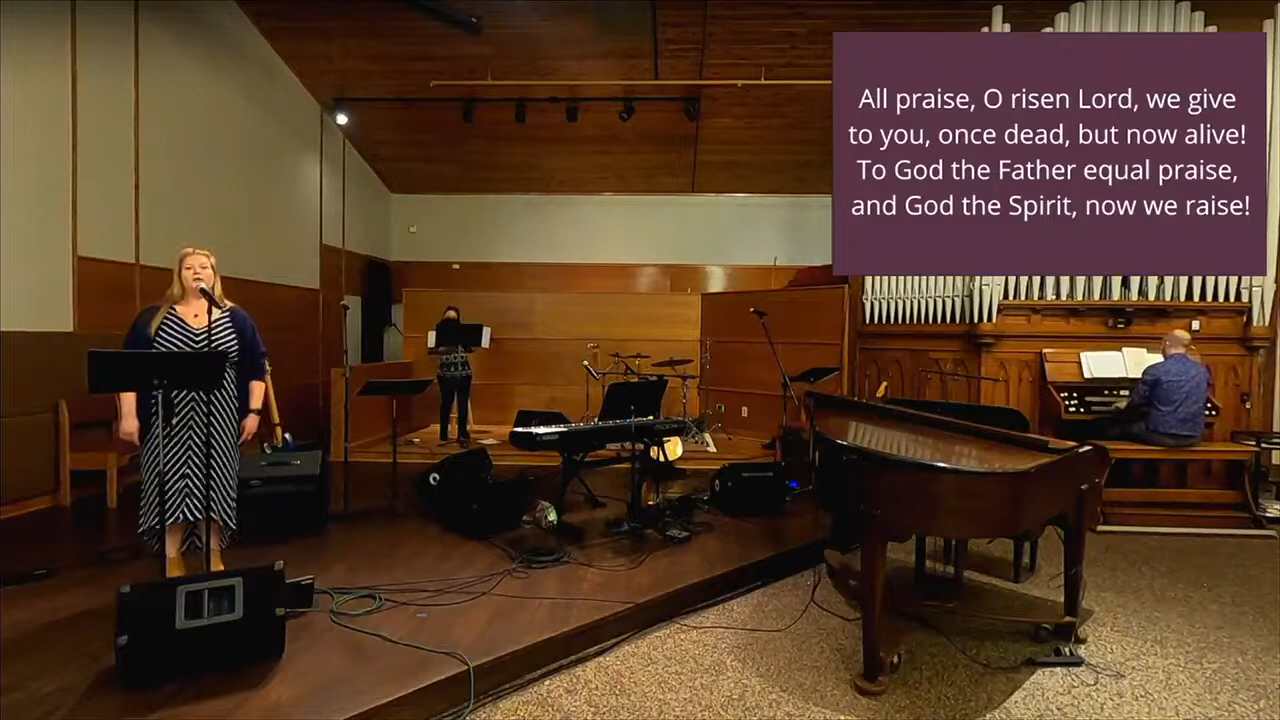 All praise, O risen Lord, we give
to you, once dead, but now alive!
To God the Father equal praise,
and God the Spirit, now we raise!